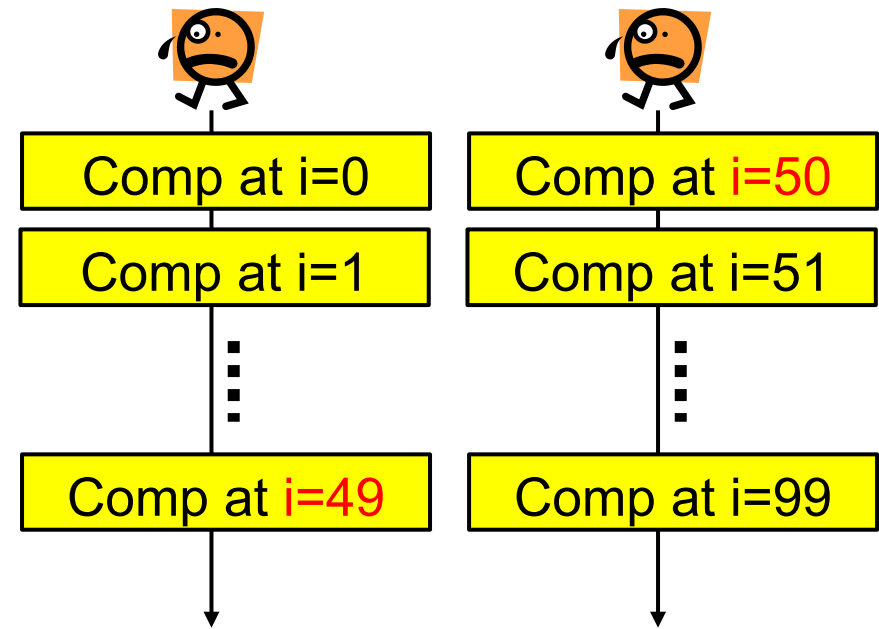 Comp at i=0
Comp at i=1
Comp at i=49
Comp at i=50
Comp at i=51
Comp at i=99